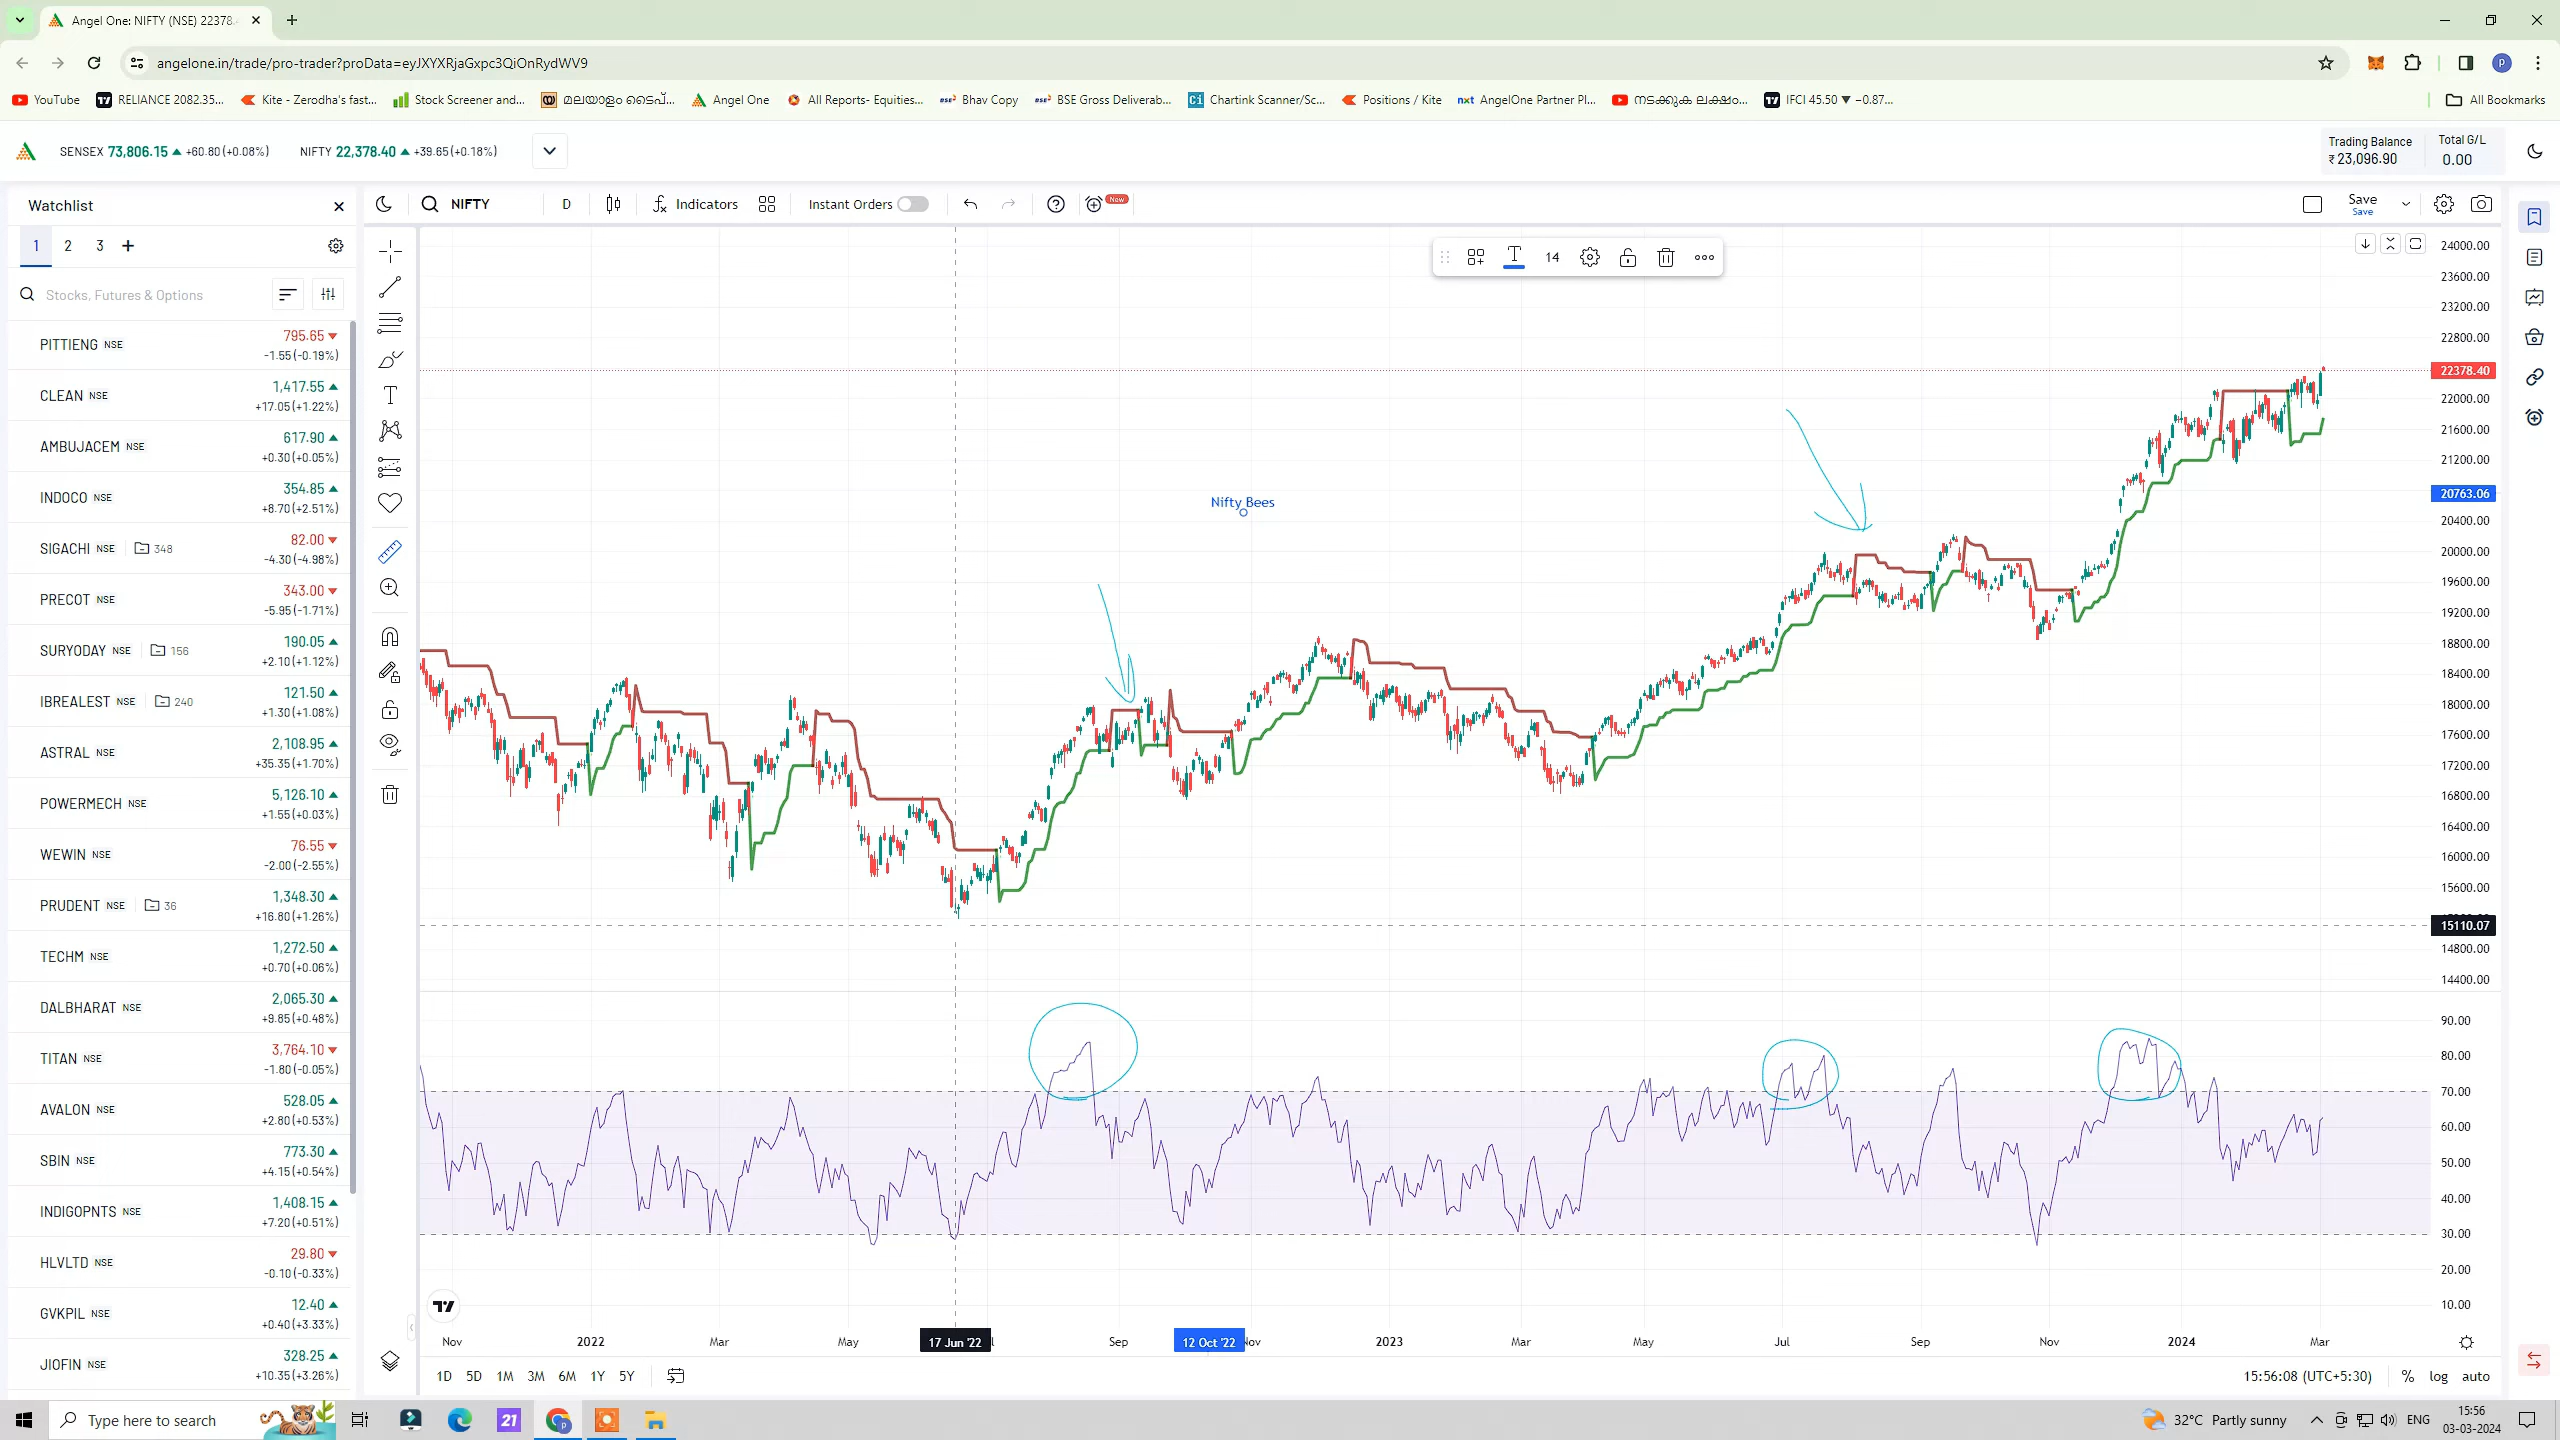 Angel One: NIFTY (NSE) 22378.
angelone.in/trade/pro-trader?proData=eyJXYXRjaGxpc3QiOnRydWV9
YouTube
RELIANCE 2082.35...
Kite - Zerodha's fast...
Stock Screener and...
മലയാളം ടൈപ്...
Angel One
All Reports- Equities...
Bhav Copy
BSE Gross Deliverab...
Chartink Scanner/Sc...
Positions / Kite
AngelOne Partner Pl...
നടക്കുക ലക്ഷം...
IFCI 45.50 ▼ −0.87...
All Bookmarks
SENSEX 73,806.15 ▲ +60.80(+0.08%)
NIFTY 22,378.40 ▲ +39.65(+0.18%)
Trading Balance
₹23,096.90
Total G/L
0.00
Watchlist
1 2 3 +
Stocks, Futures & Options
PITTIENG NSE 795.65
-1.55(-0.19%)
CLEAN NSE 1,417.55
+17.05(+1.22%)
AMBUJACEM NSE 617.90
+0.30(+0.05%)
INDOCO NSE 354.85
+8.70(+2.51%)
SIGACHI NSE 348 82.00
-4.30(-4.98%)
PRECOT NSE 343.00
-5.95(-1.71%)
SURYODAY NSE 156 190.05
+2.10(+1.12%)
IBREALEST NSE 240 121.50
+1.30(+1.08%)
ASTRAL NSE 2,108.95
+35.35(+1.70%)
POWERMECH NSE 5,126.10
+1.55(+0.03%)
WEWIN NSE 76.55
-2.00(-2.55%)
PRUDENT NSE 36 1,348.30
+16.80(+1.26%)
TECHM NSE 1,272.50
+0.70(+0.06%)
DALBHARAT NSE 2,065.30
+9.85(+0.48%)
TITAN NSE 3,764.10
-1.80(-0.05%)
AVALON NSE 528.05
+2.80(+0.53%)
SBIN NSE 773.30
+4.15(+0.54%)
INDIGOPNTS NSE 1,408.15
+7.20(+0.51%)
HLVLTD NSE 29.80
-0.10(-0.33%)
GVKPIL NSE 12.40
+0.40(+3.33%)
JIOFIN NSE 328.25
+10.35(+3.26%)
NIFTY
D
Indicators
Instant Orders
New
Save
Save
14
Nifty Bees
24000.00
23600.00
23200.00
22800.00
22378.40
22000.00
21600.00
21200.00
20763.06
20400.00
20000.00
19600.00
19200.00
18800.00
18400.00
18000.00
17600.00
17200.00
16800.00
16400.00
16000.00
15600.00
15110.07
14800.00
14400.00
90.00
80.00
70.00
60.00
50.00
40.00
30.00
20.00
10.00
Nov 2022 Mar May 17 Jun '22 Sep 12 Oct '22 Nov 2023 Mar May Jul Sep Nov 2024 Mar
1D 5D 1M 3M 6M 1Y 5Y
15:56:08 (UTC+5:30) % log auto
Type here to search
21
32°C Partly sunny
ENG
15:56
03-03-2024